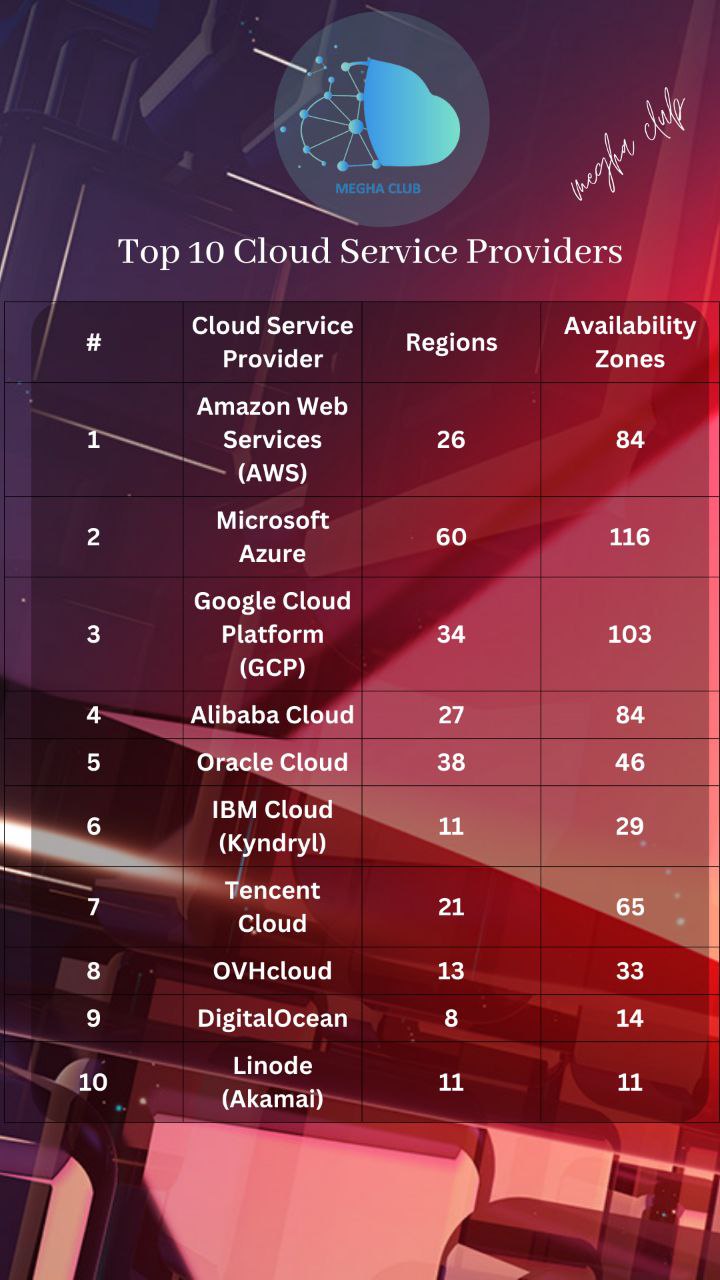 MEGHA CLUB
megha club
Top 10 Cloud Service Providers
#
Cloud Service
Provider
Regions
Availability
Zones
1
Amazon Web
Services
(AWS)
26
84
2
Microsoft
Azure
60
116
3
Google Cloud
Platform
(GCP)
34
103
4
Alibaba Cloud
27
84
5
Oracle Cloud
38
46
6
IBM Cloud
(Kyndryl)
11
29
7
Tencent
Cloud
21
65
8
OVHcloud
13
33
9
DigitalOcean
8
14
10
Linode
(Akamai)
11
11